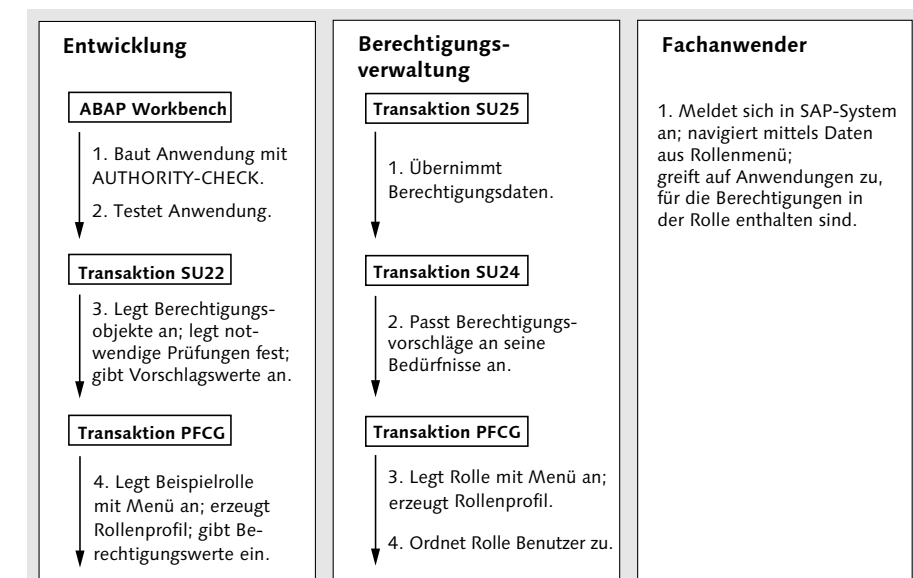 Entwicklung
ABAP Workbench
1. Baut Anwendung mit
AUTHORITY-CHECK.
2. Testet Anwendung.
Transaktion SU22
3. Legt Berechtigungs-
objekte an; legt not-
wendige Prüfungen fest;
gibt Vorschlagswerte an.
Transaktion PFCG
4. Legt Beispielrolle
mit Menü an; erzeugt
Rollenprofil; gibt Be-
rechtigungswerte ein.
Berechtigungs-
verwaltung
Transaktion SU25
1. Übernimmt
Berechtigungsdaten.
Transaktion SU24
2. Passt Berechtigungs-
vorschläge an seine
Bedürfnisse an.
Transaktion PFCG
3. Legt Rolle mit Menü an;
erzeugt Rollenprofil.
4. Ordnet Rolle Benutzer zu.
Fachanwender
1. Meldet sich in SAP-System
an; navigiert mittels Daten
aus Rollenmenü;
greift auf Anwendungen zu,
für die Berechtigungen in
der Rolle enthalten sind.